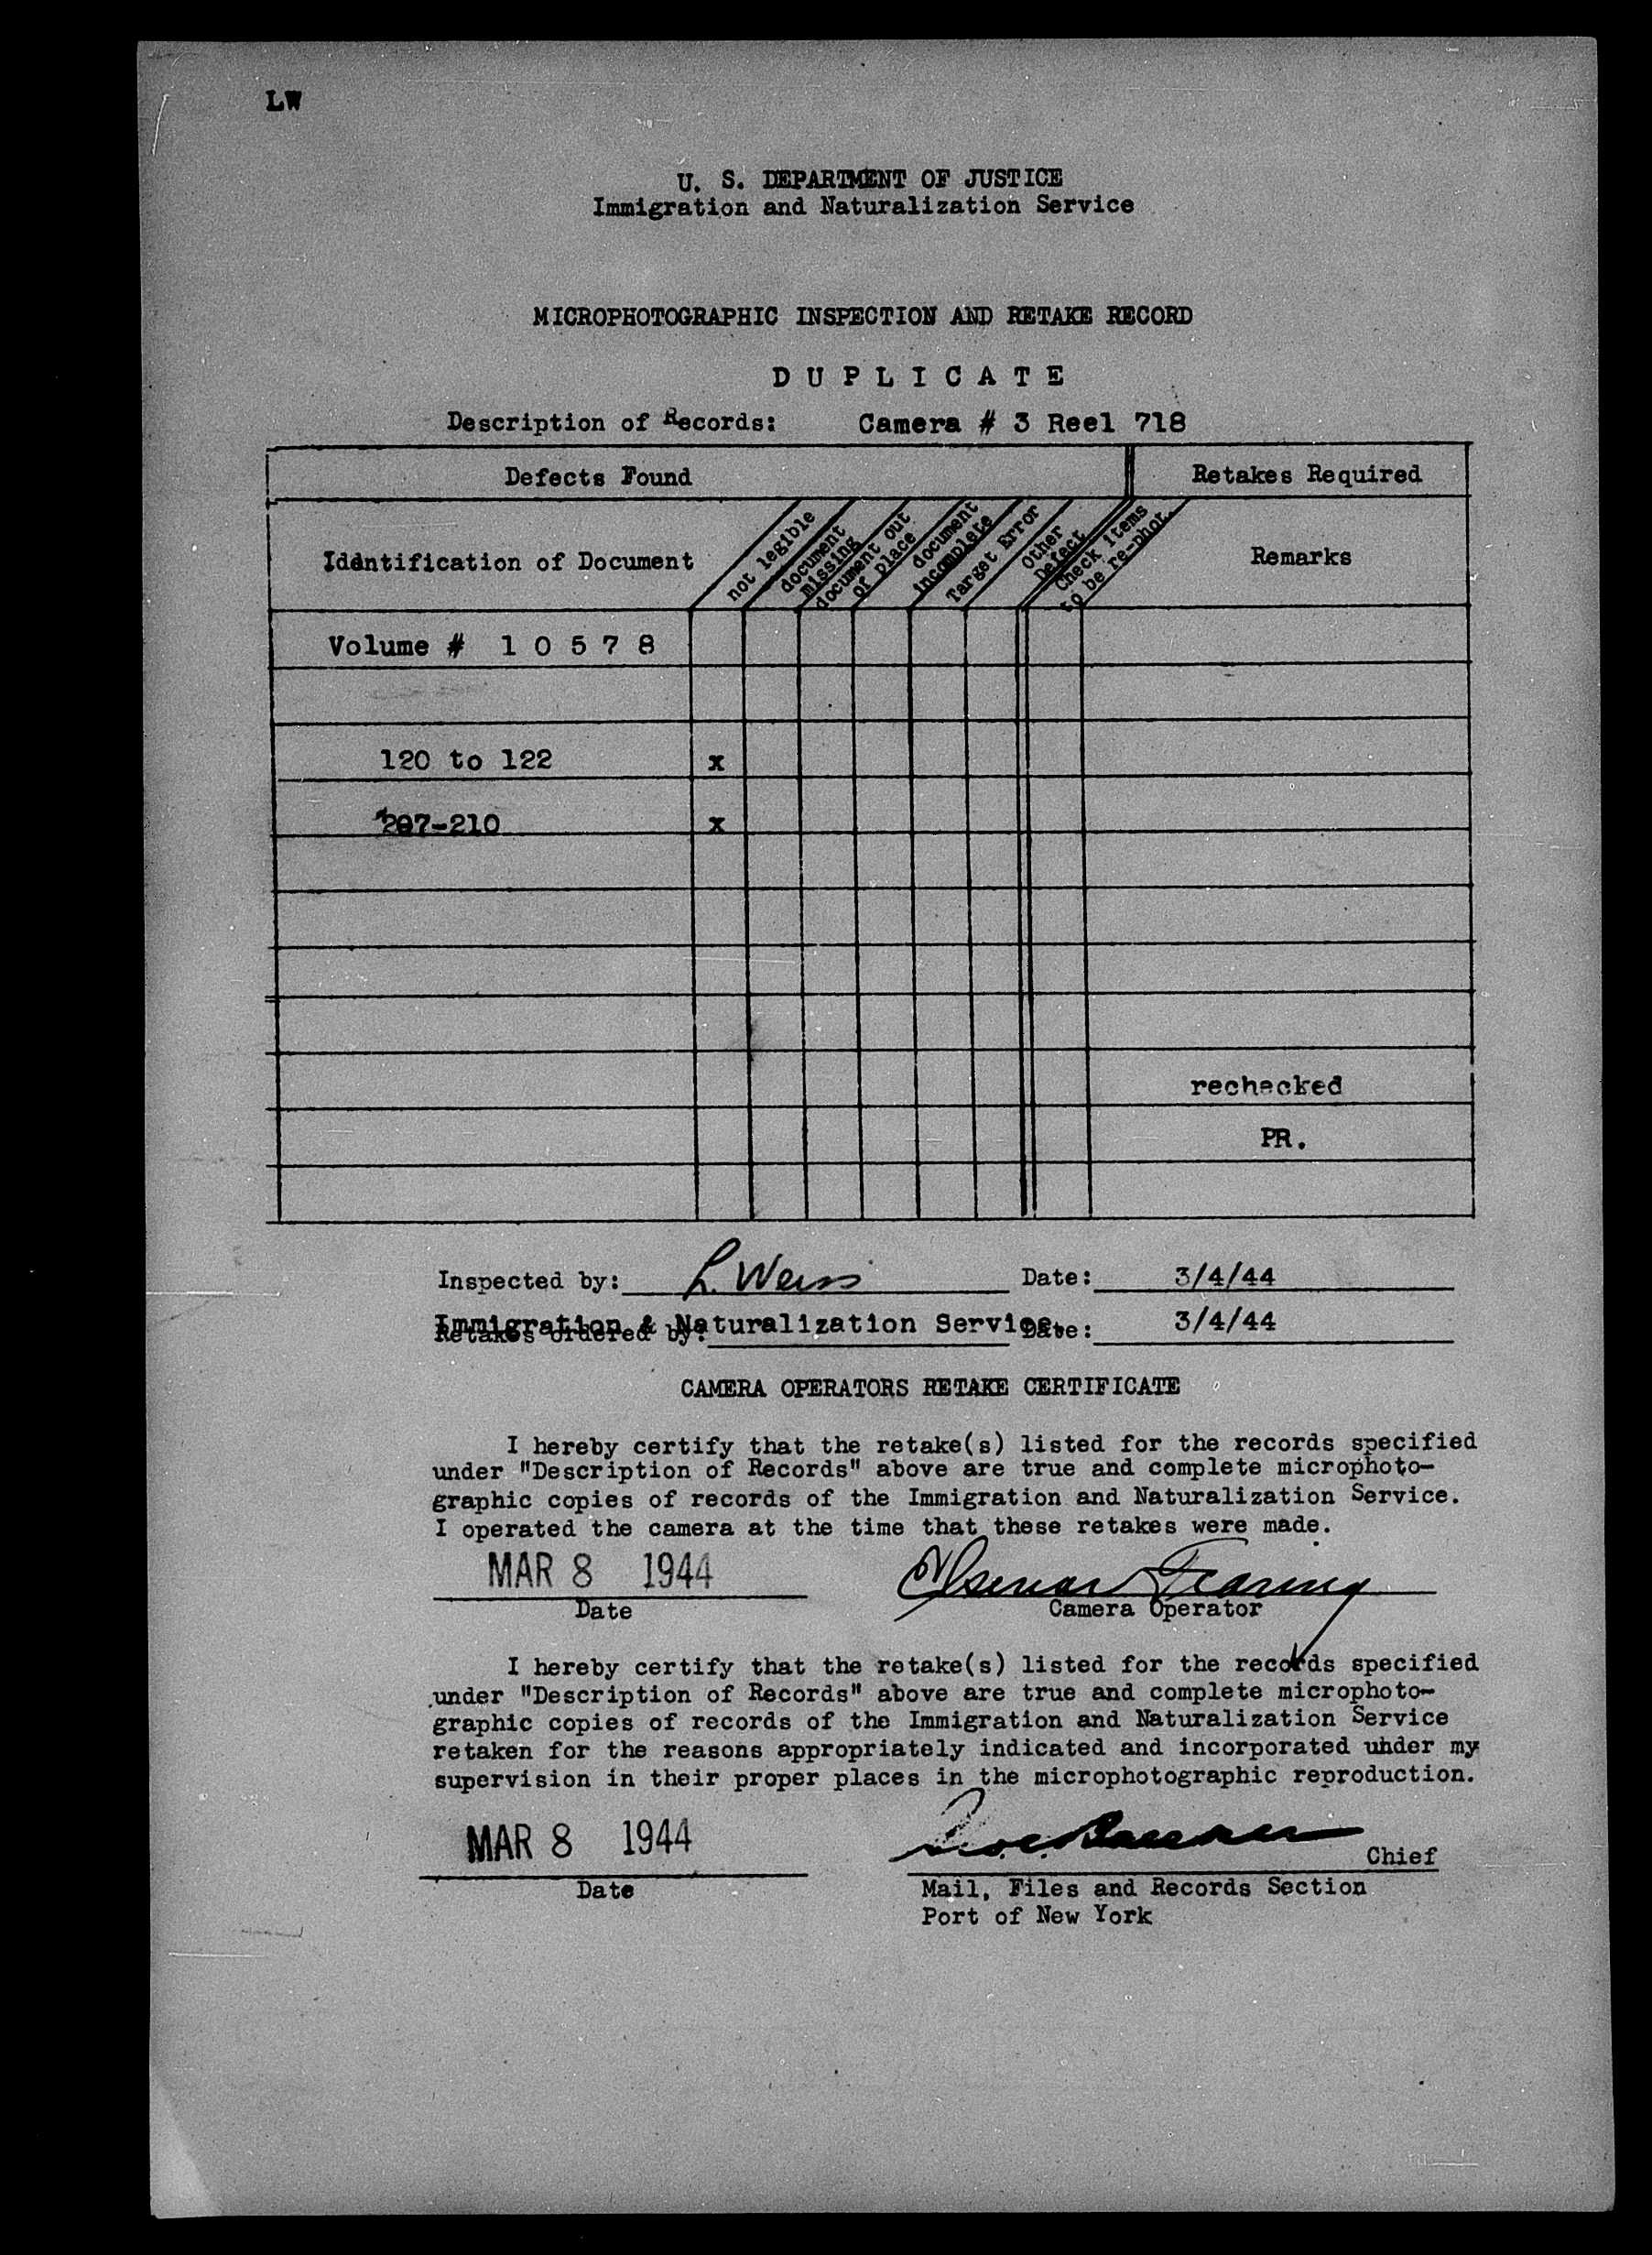 LW
U. S. DEPARTMENT OF JUSTICE
Immigration and Naturalization Service
MICROPHOTOGRAPHIC INSPECTION AND RETAKE RECORD
D U P L I C A T E
Description of Records: Camera # 3 Reel 718
Defects Found Retakes Required
Identification of Document
not legible
document
missing
document out
of place
document
incomplete
Target Error
Other
Defect
Check items
to be re-phot.
Remarks
Volume # 1 0 5 7 8
120 to 122 x
207-210 x
rechecked
PR.
Inspected by: L. Weiss Date: 3/4/44
Immigration & Naturalization Service.
Retakes ordered by: Date: 3/4/44
CAMERA OPERATORS RETAKE CERTIFICATE
I hereby certify that the retake(s) listed for the records specified
under "Description of Records" above are true and complete microphoto-
graphic copies of records of the Immigration and Naturalization Service.
I operated the camera at the time that these retakes were made.
MAR 8 1944
Date Camera Operator
I hereby certify that the retake(s) listed for the records specified
under "Description of Records" above are true and complete microphoto-
graphic copies of records of the Immigration and Naturalization Service
retaken for the reasons appropriately indicated and incorporated under my
supervision in their proper places in the microphotographic reproduction.
MAR 8 1944 Chief
Date Mail, Files and Records Section
Port of New York